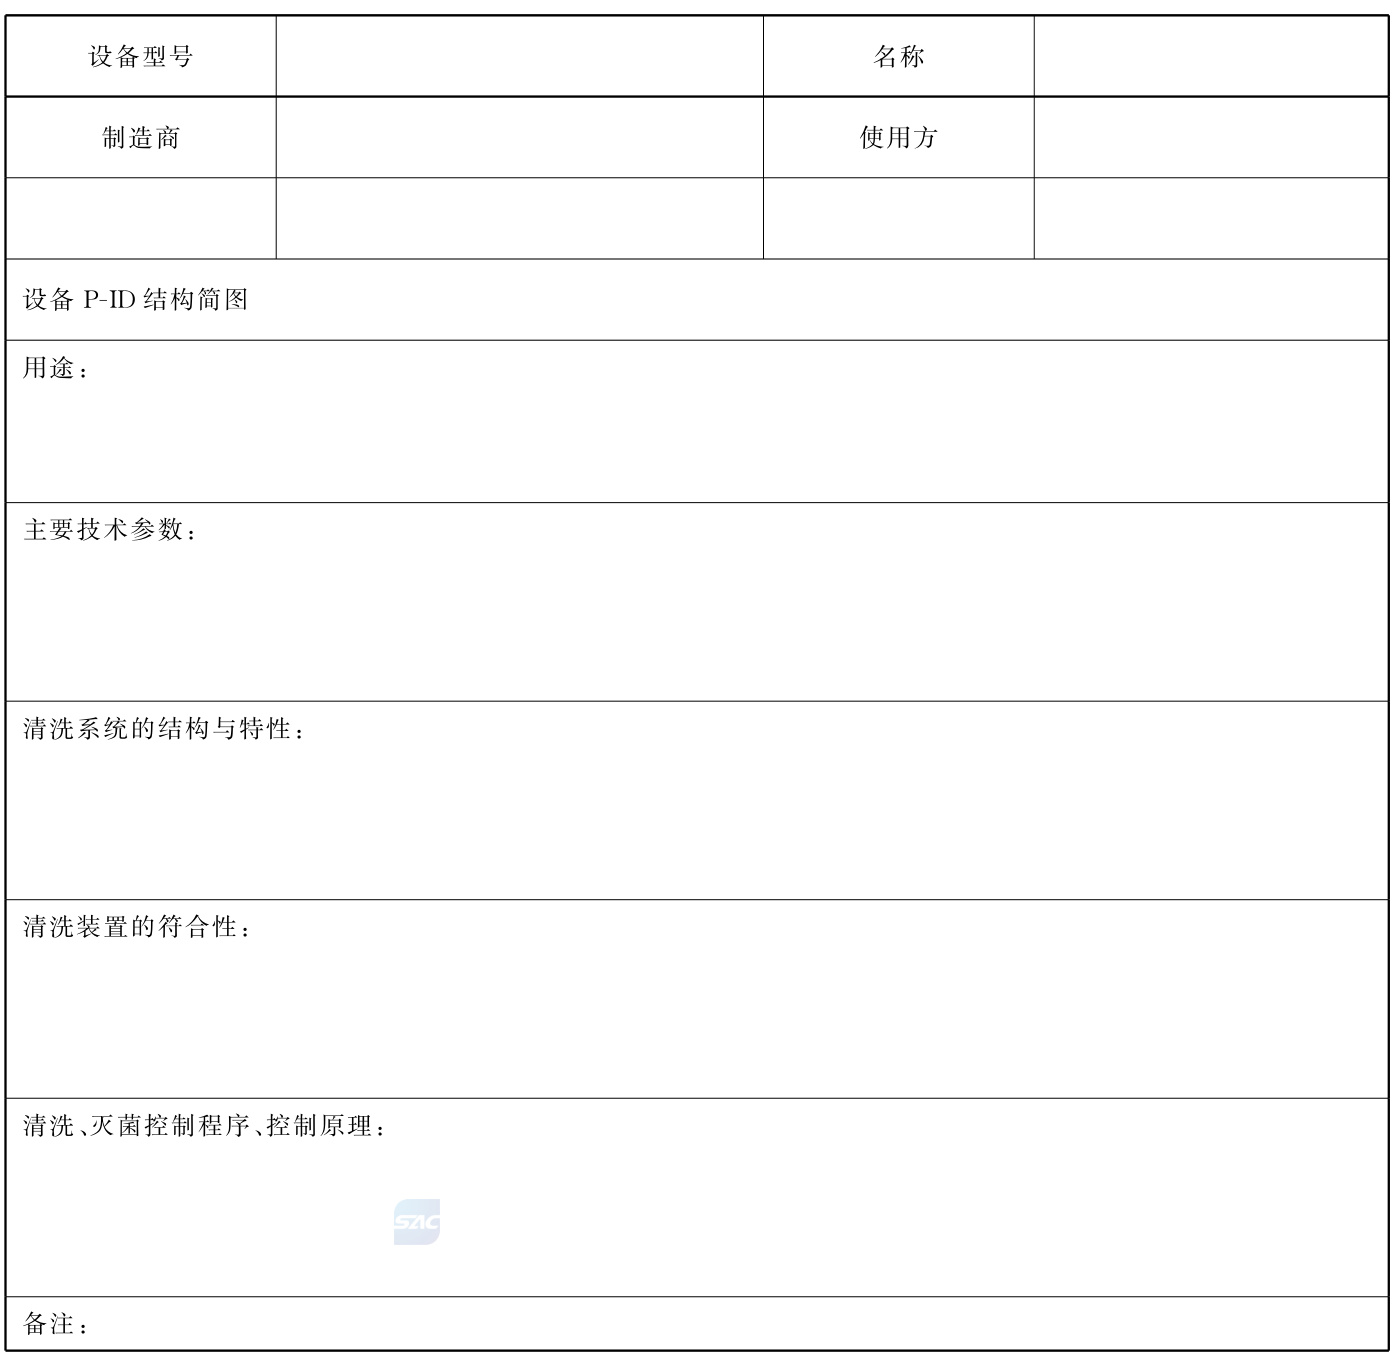 设备型号 名称
制造商 使用方
设备 P-ID 结构简图
用途：
主要技术参数：
清洗系统的结构与特性：
清洗装置的符合性：
清洗、灭菌控制程序、控制原理：
SAC
备注：